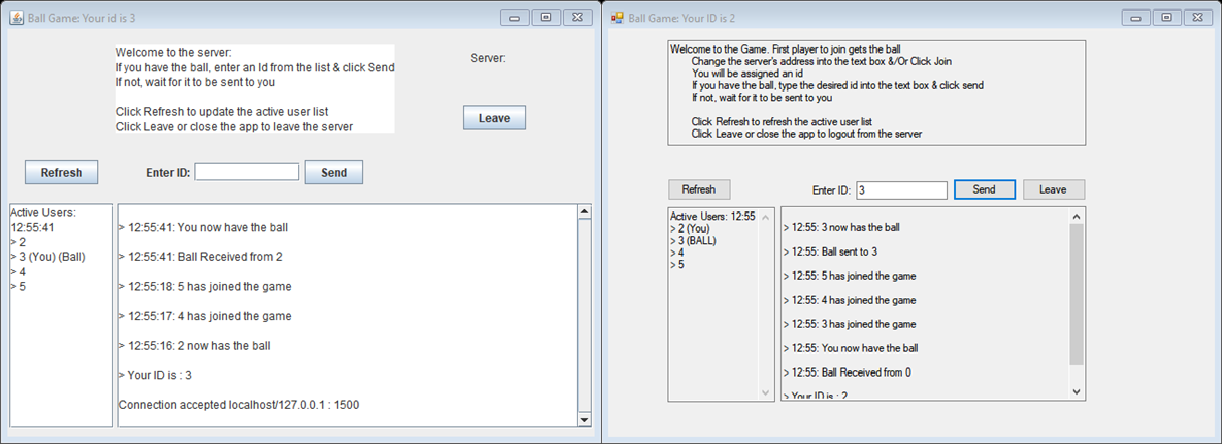 Ball Game: Your id is 3
Welcome to the server:
If you have the ball, enter an Id from the list & click Send
If not, wait for it to be sent to you
Click Refresh to update the active user list
Click Leave or close the app to leave the server
Server:
Leave
Refresh
Enter ID:
Send
Active Users:
12:55:41
> 2
> 3 (You) (Ball)
> 4
> 5
> 12:55:41: You now have the ball
> 12:55:41: Ball Received from 2
> 12:55:18: 5 has joined the game
> 12:55:17: 4 has joined the game
> 12:55:16: 2 now has the ball
> Your ID is : 3
Connection accepted localhost/127.0.0.1 : 1500
Ball Game: 'Your ID is 2
Welcome to the Game. First player to join gets the ball
Change the server's address into the text box &/Or Click Join
You will be assigned an id
If you have the ball, type the desired id into the text box & click send
If not,, wait for it to be sent to you
Click Refresh to refresh the active user list
Click Leave or close the app to logout from the server
Refresh
Enter ID: 3
Send
Leave
Active Users: 12:55
> 2 (You)
> 3 (BALL)
> 4
> 5
> 12:55: 3 now has the ball
> 12:55: Ball sent to 3
> 12:55: 5 has joined the game
> 12:55: 4 has joined the game
> 12:55: 3 has joined the game
> 12:55: You now have the ball
> 12:55: Ball Received from 0
> Your ID is : 2